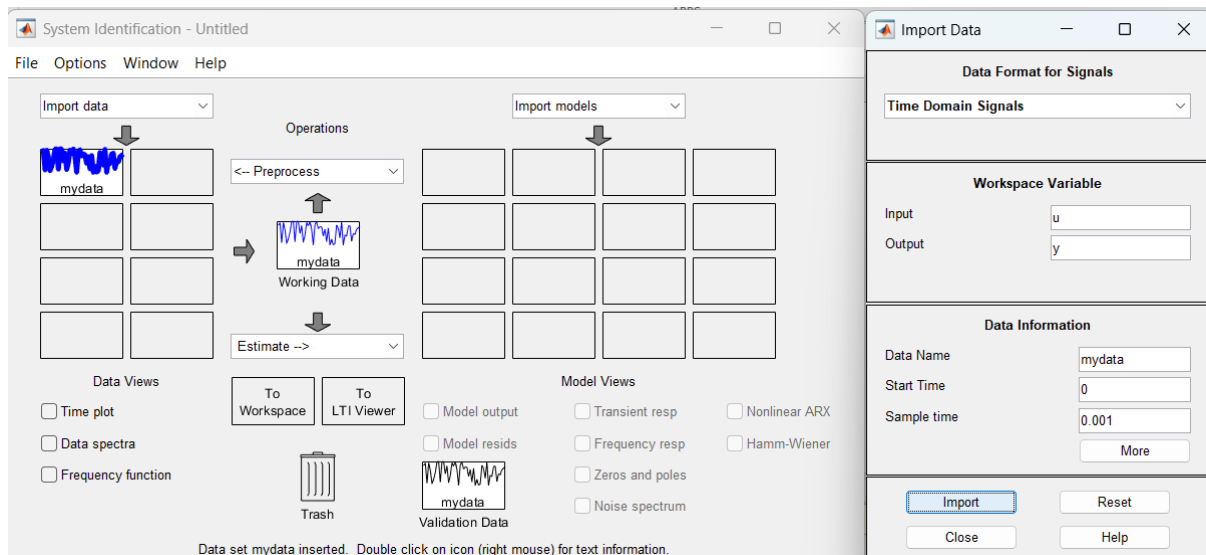 System Identification - Untitled
File Options Window Help
Import data
Import models
Operations
mydata
<-- Preprocess
mydata
Working Data
Estimate -->
Data Views
Time plot
Data spectra
Frequency function
To
Workspace
To
LTI Viewer
Trash
Model Views
Model output
Transient resp
Nonlinear ARX
Model resids
Frequency resp
Hamm-Wiener
Zeros and poles
Noise spectrum
mydata
Validation Data
Data set mydata inserted. Double click on icon (right mouse) for text information.
Import Data
Data Format for Signals
Time Domain Signals
Workspace Variable
Input u
Output y
Data Information
Data Name mydata
Start Time 0
Sample time 0.001
More
Import Reset
Close Help